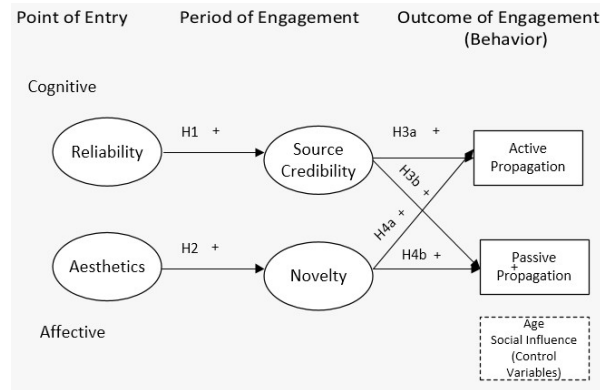 Point of Entry
Period of Engagement
Outcome of Engagement
(Behavior)
Cognitive
H1 +
H3a +
Reliability
Source
Credibility
Active
Propagation
H3b +
H4a +
H2 +
H4b +
Aesthetics
Novelty
Passive
+
Propagation
Affective
Age
Social Influence
(Control
Variables)